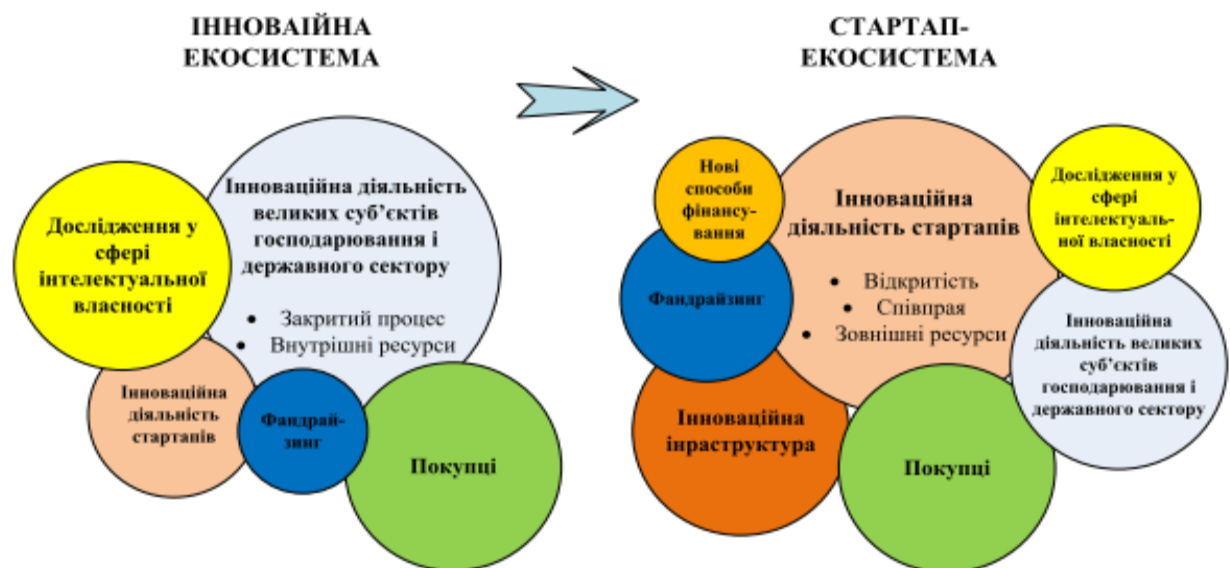 ІННОВАІЙНА
ЕКОСИСТЕМА
Дослідження у
сфері
інтелектуальної
власності
Інноваційна діяльність
великих суб’єктів
господарювання і
державного сектору
• Закритий процес
• Внутрішні ресурси
Інноваційна
діяльність
стартапів
Фандрай-
зинг
Покупці
СТАРТАП-
ЕКОСИСТЕМА
Нові
способи
фінансу-
вання
Інноваційна
діяльність стартапів
• Відкритість
• Співпрая
• Зовнішні ресурси
Дослідження у
сфері
інтелектуаль-
ної власності
Фандрайзинг
Інноваційна
діяльність великих
суб’єктів
господарювання і
державного сектору
Інноваційна
інраструктура
Покупці